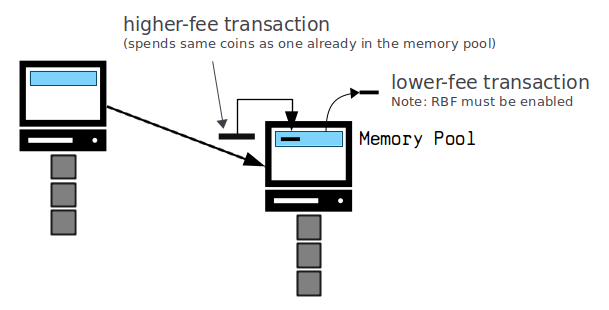 higher-fee transaction
(spends same coins as one already in the memory pool)
lower-fee transaction
Note: RBF must be enabled
Memory Pool